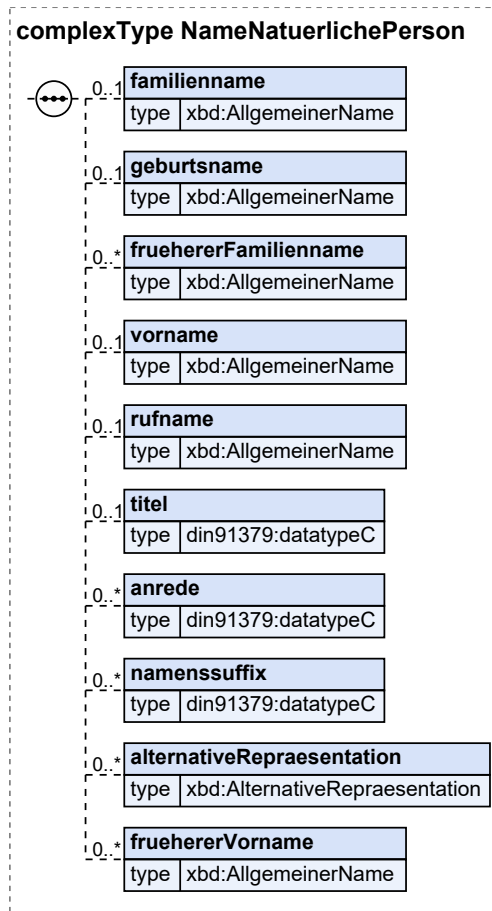 complexType NameNatuerlichePerson
0..1 familienname
type xbd:AllgemeinerName
0..1 geburtsname
type xbd:AllgemeinerName
0..* fruehererFamilienname
type xbd:AllgemeinerName
0..1 vorname
type xbd:AllgemeinerName
0..1 rufname
type xbd:AllgemeinerName
0..1 titel
type din91379:datatypeC
0..* anrede
type din91379:datatypeC
0..* namenssuffix
type din91379:datatypeC
0..* alternativeRepraesentation
type xbd:AlternativeRepraesentation
0..* fruehererVorname
type xbd:AllgemeinerName